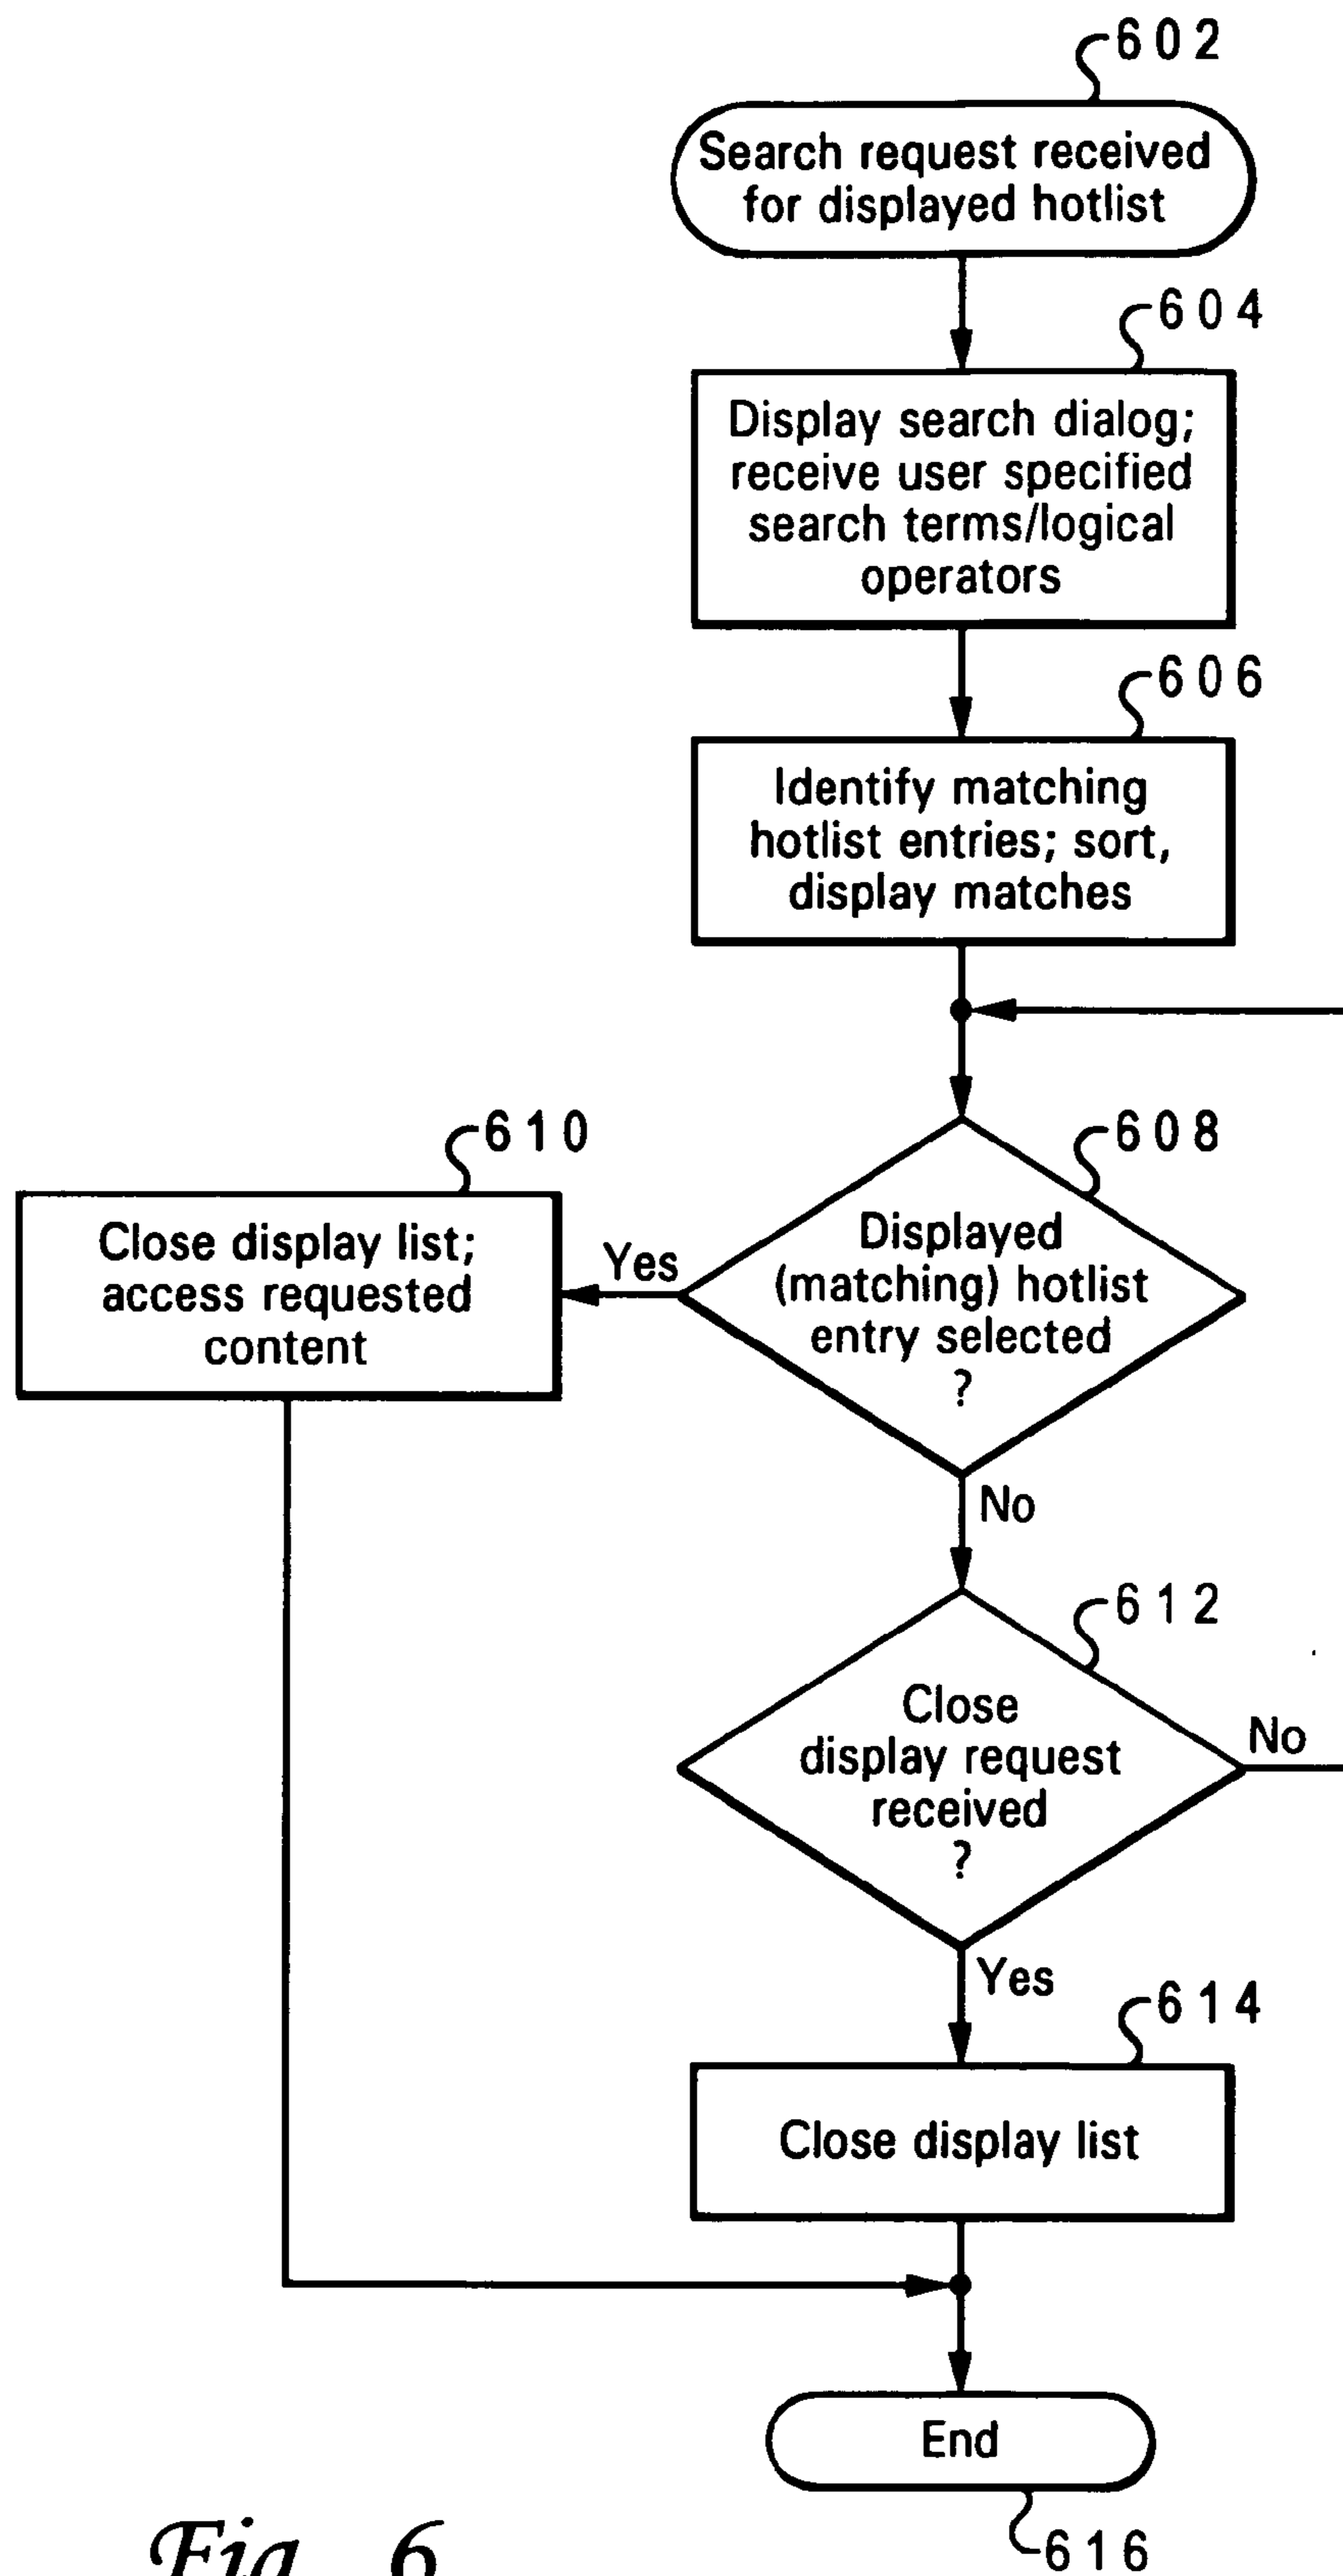 602
Search request received
for displayed hotlist
604
Display search dialog;
receive user specified
search terms/logical
operators
606
Identify matching
hotlist entries; sort,
display matches
610
608
Close display list;
access requested
content
Yes
Displayed
(matching) hotlist
entry selected
?
No
612
Close
display request
received
?
No
Yes
614
Close display list
End
616
Fig. 6